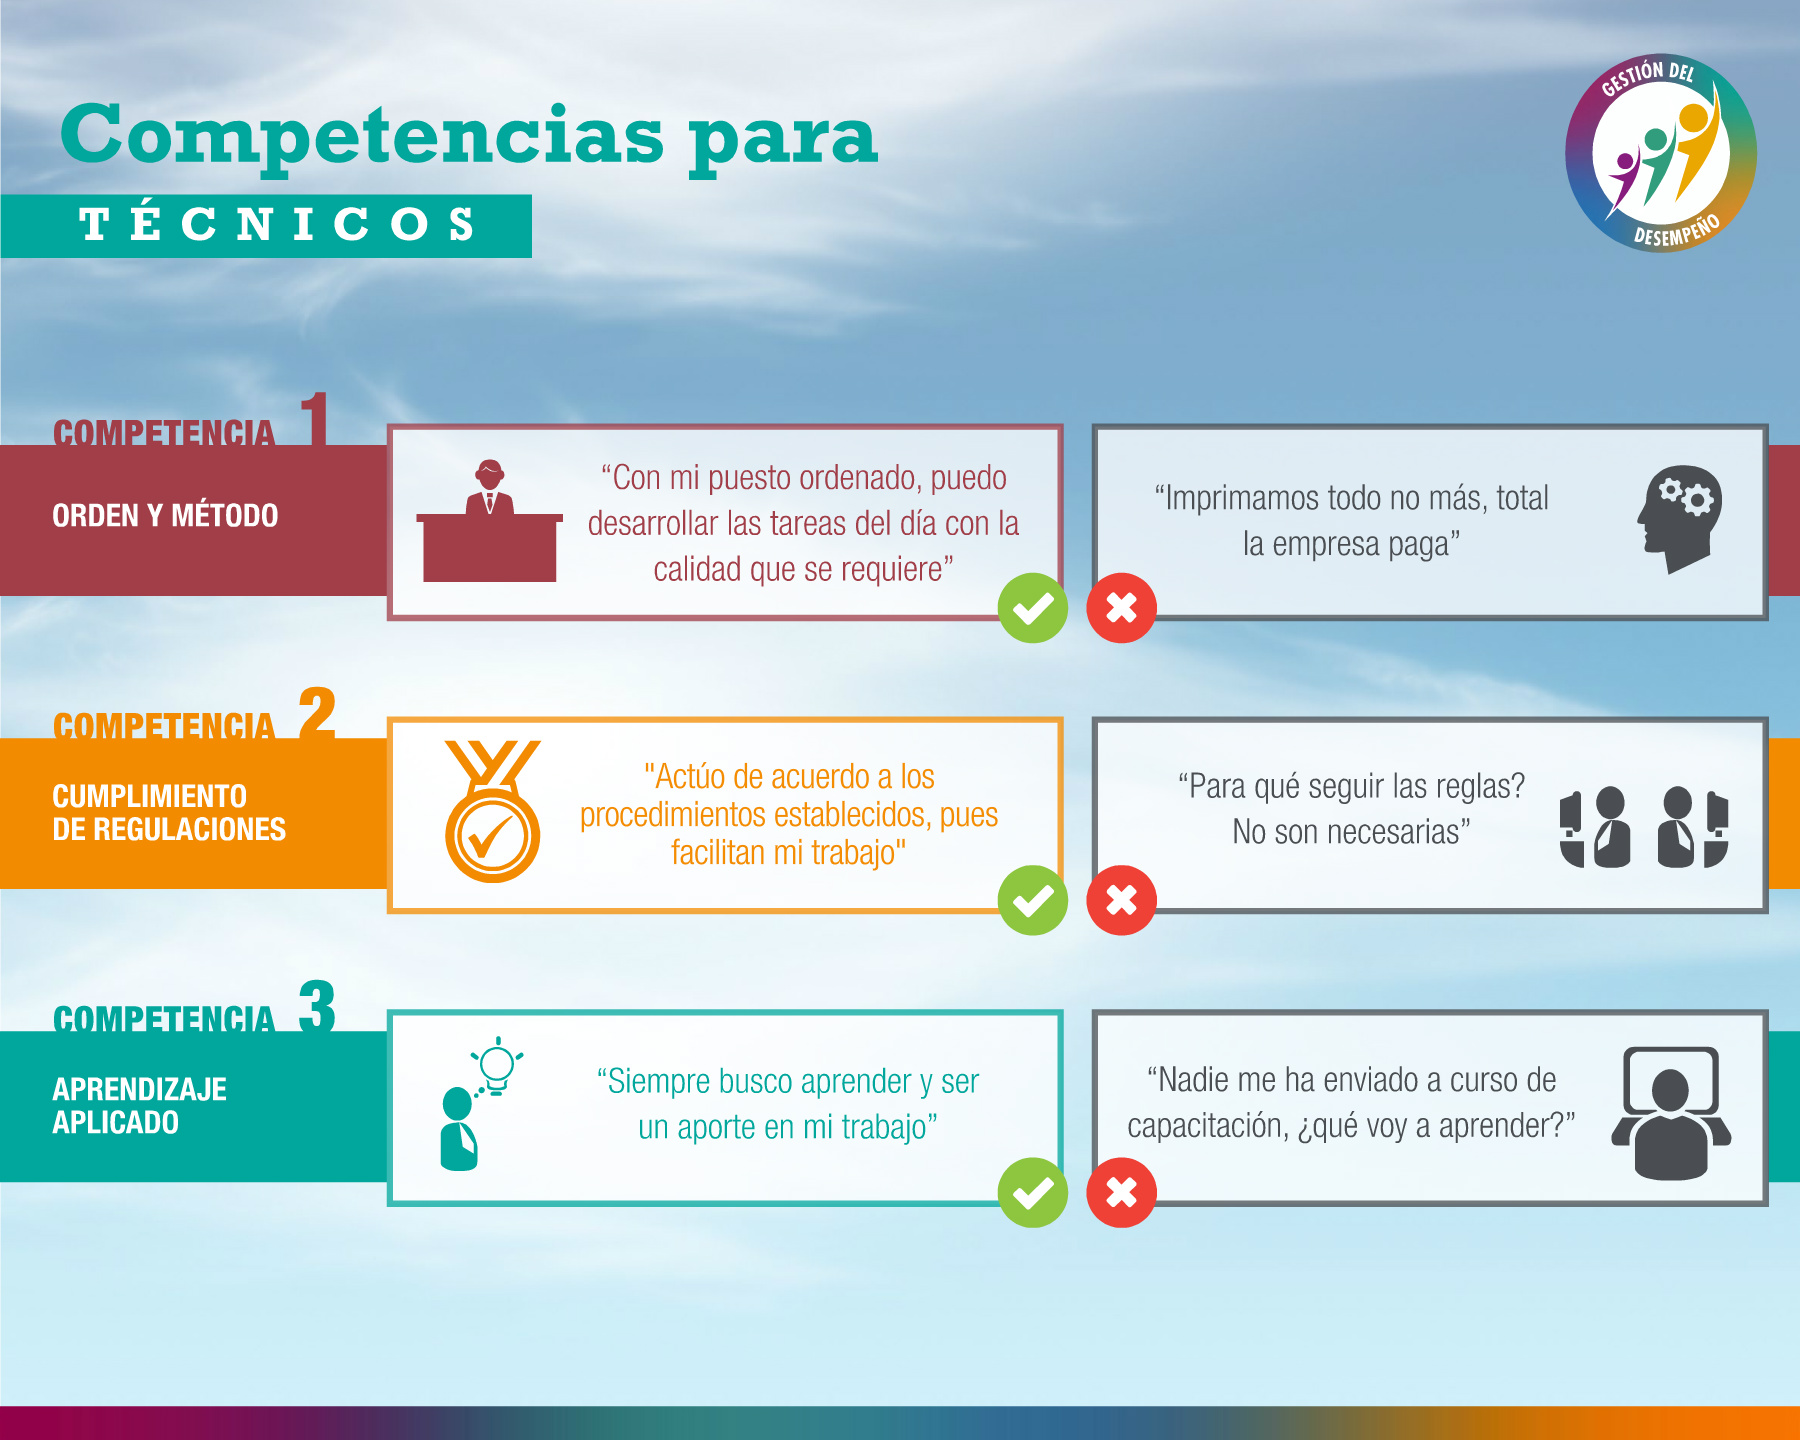 Competencias para
TÉCNICOS
GESTIÓN DEL
DESEMPEÑO
COMPETENCIA 1
ORDEN Y MÉTODO
“Con mi puesto ordenado, puedo
desarrollar las tareas del día con la
calidad que se requiere”
“Imprimamos todo no más, total
la empresa paga”
COMPETENCIA 2
CUMPLIMIENTO
DE REGULACIONES
"Actúo de acuerdo a los
procedimientos establecidos, pues
facilitan mi trabajo"
“Para qué seguir las reglas?
No son necesarias”
COMPETENCIA 3
APRENDIZAJE
APLICADO
“Siempre busco aprender y ser
un aporte en mi trabajo”
“Nadie me ha enviado a curso de
capacitación, ¿qué voy a aprender?”